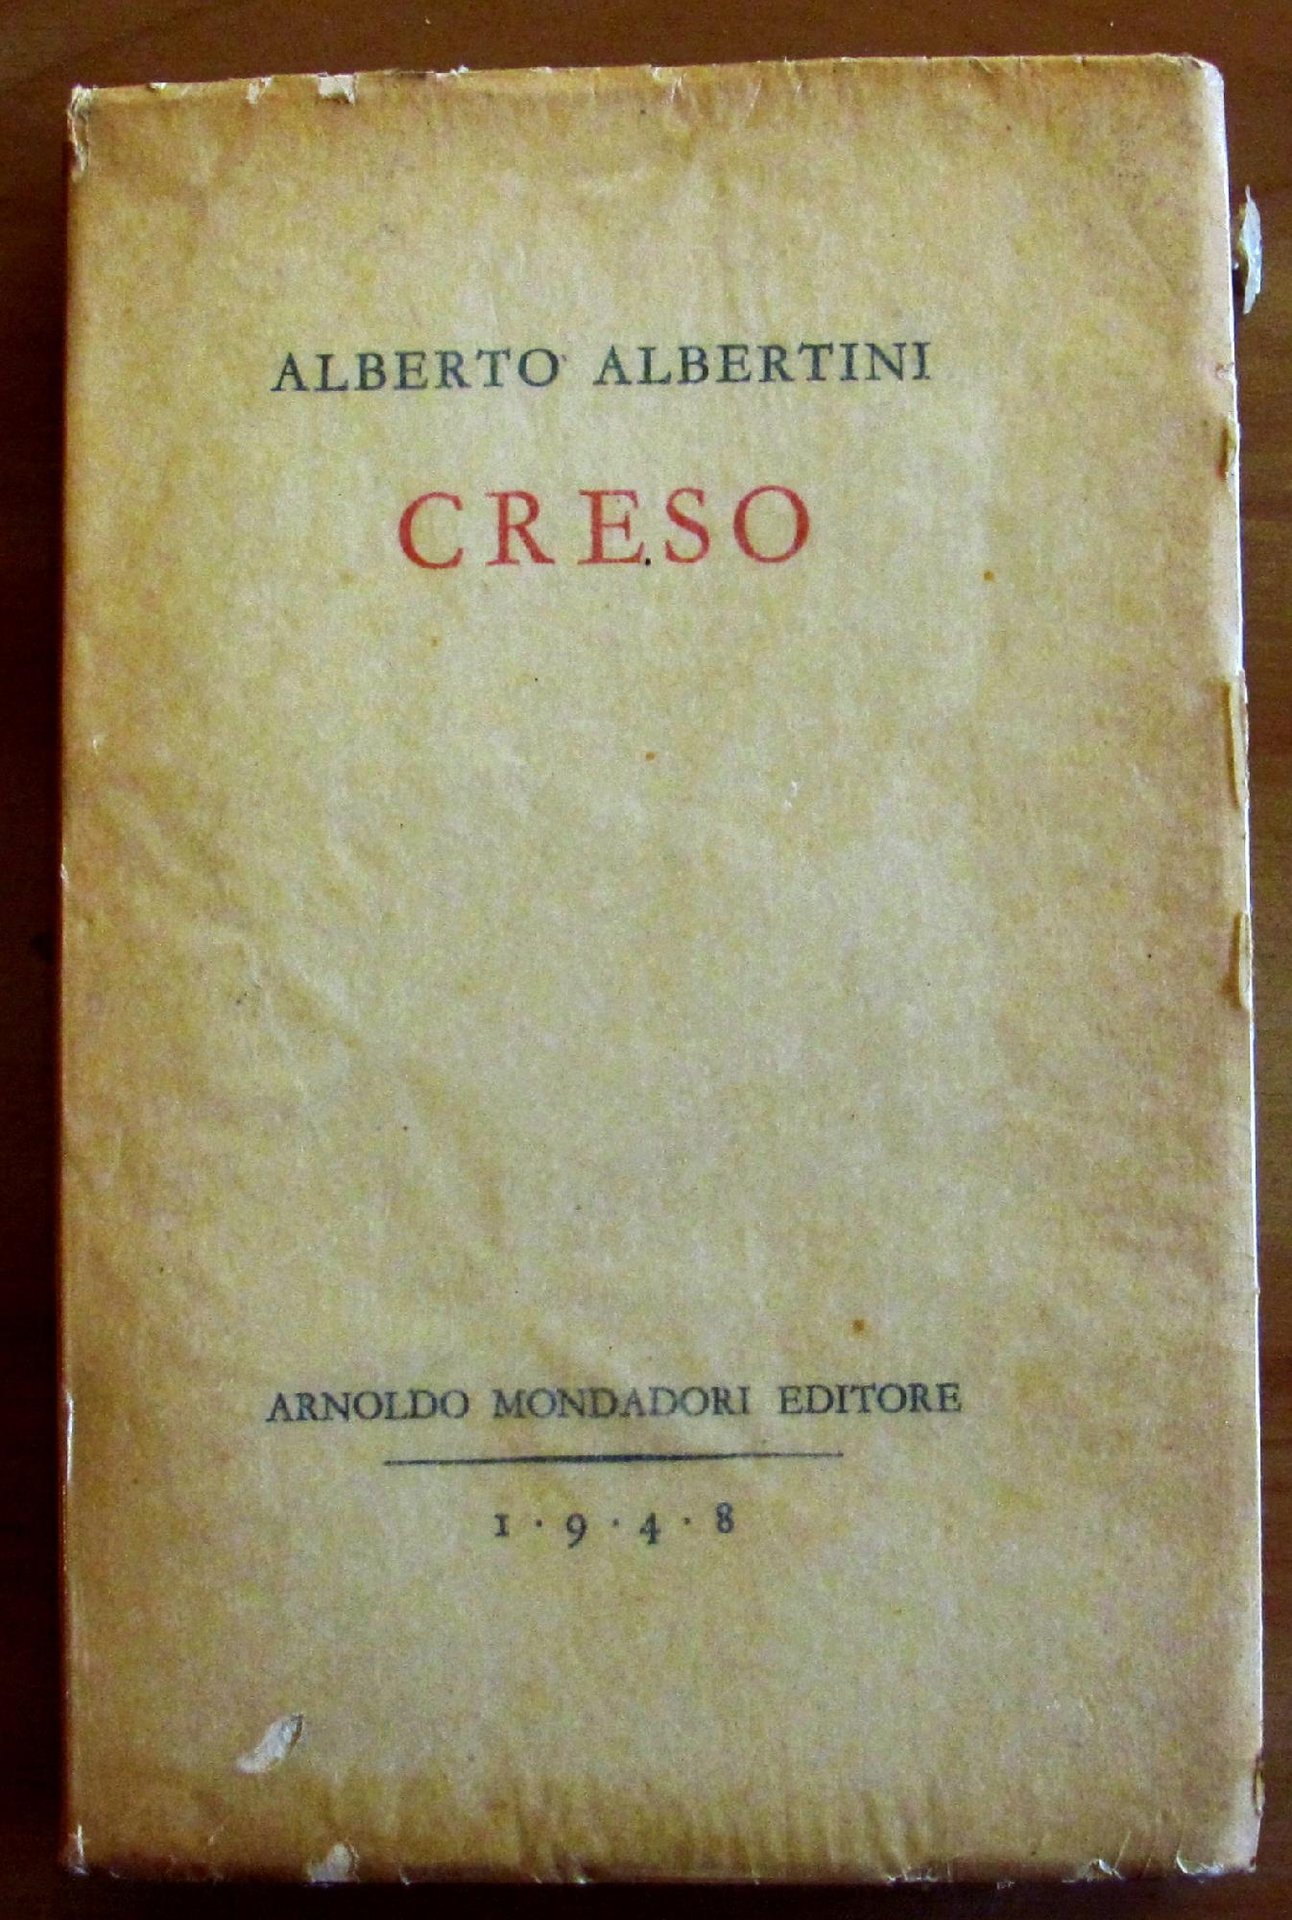 ALBERTO ALBERTINI
CRESO
ARNOLDO MONDADORI EDITORE
1·9·4·8